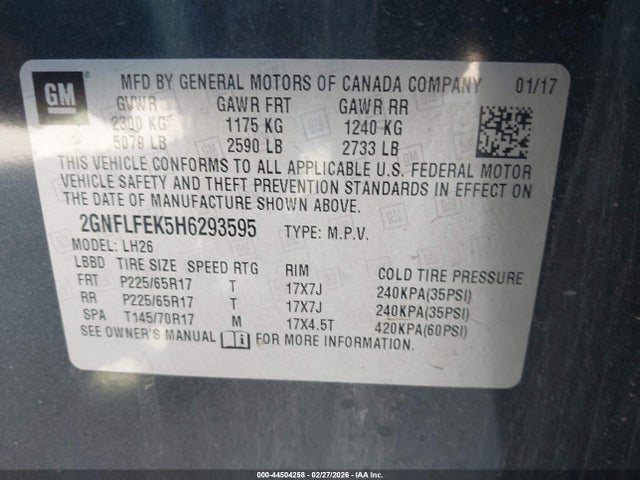 GM
MFD BY GENERAL MOTORS OF CANADA COMPANY 01/17
GVWR GAWR FRT GAWR RR
2300 KG 1175 KG 1240 KG
5070 LB 2590 LB 2733 LB
THIS VEHICLE CONFORMS TO ALL APPLICABLE U.S. FEDERAL MOTOR
VEHICLE SAFETY AND THEFT PREVENTION STANDARDS IN EFFECT ON
THE DATE OF MANUFACTURE SHOWN ABOVE.
2GNFLFEK5H6293595 TYPE: M.P.V.
MODEL: LH26
LBBD TIRE SIZE SPEED RTG RIM COLD TIRE PRESSURE
FRT P225/65R17 T 17X7J 240KPA(35PSI)
RR P225/65R17 T 17X7J 240KPA(35PSI)
SPA T145/70R17 M 17X4.5T 420KPA(60PSI)
SEE OWNER'S MANUAL FOR MORE INFORMATION.
000-44504258 - 02/27/2026 - IAA Inc.